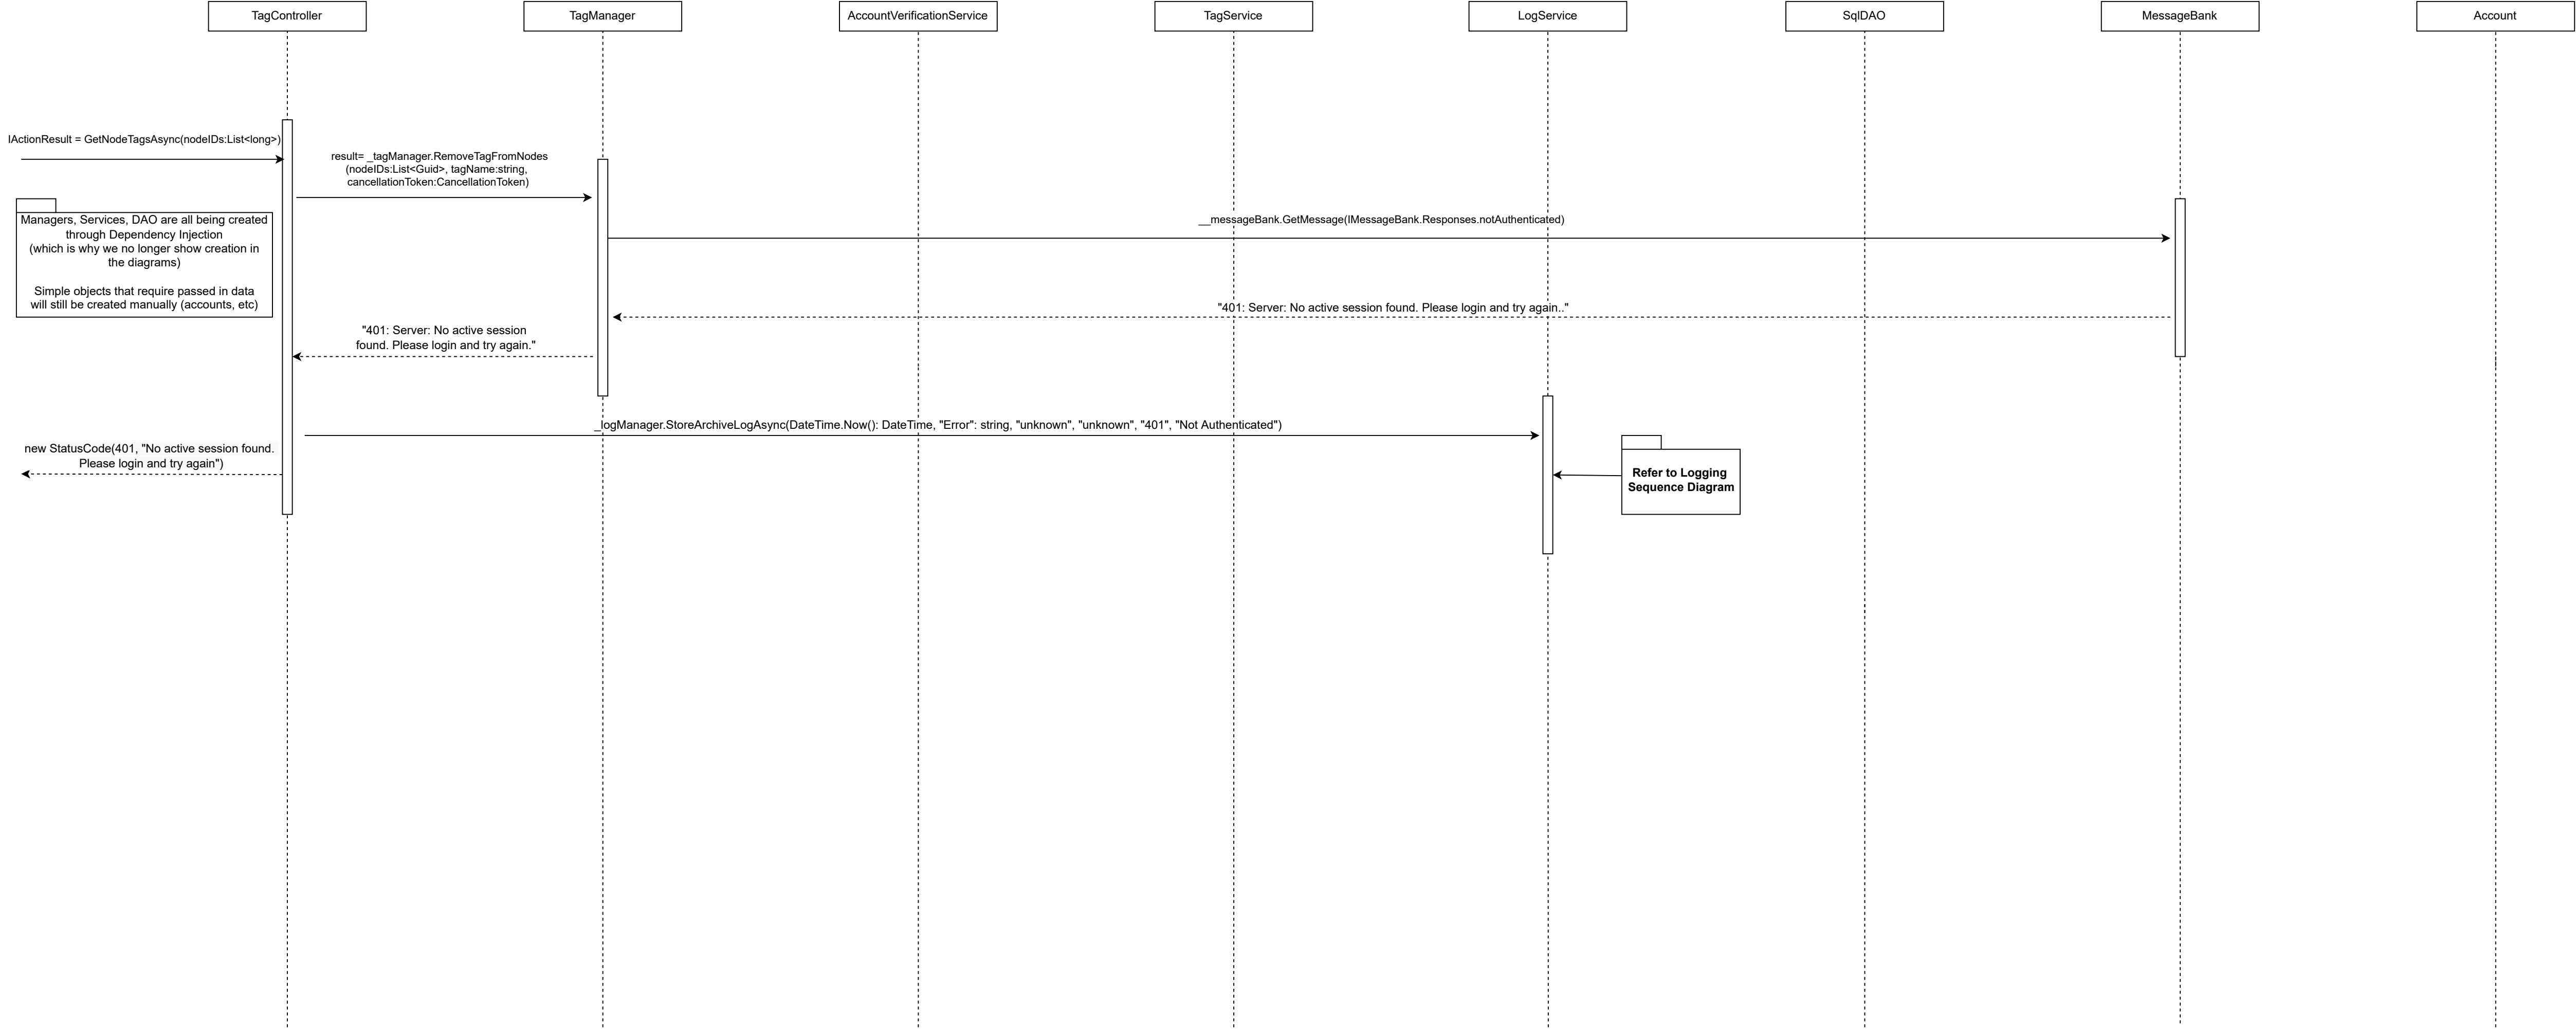 TagController
TagManager
AccountVerificationService
TagService
LogService
SqlDAO
MessageBank
Account
IActionResult = GetNodeTagsAsync(nodeIDs:List<long>)
result= _tagManager.RemoveTagFromNodes
(nodeIDs:List<Guid>, tagName:string,
cancellationToken:CancellationToken)
Managers, Services, DAO are all being created
through Dependency Injection
(which is why we no longer show creation in
the diagrams)
Simple objects that require passed in data
will still be created manually (accounts, etc)
__messageBank.GetMessage(IMessageBank.Responses.notAuthenticated)
"401: Server: No active session found. Please login and try again.."
"401: Server: No active session
found. Please login and try again."
_logManager.StoreArchiveLogAsync(DateTime.Now(): DateTime, "Error": string, "unknown", "unknown", "401", "Not Authenticated")
new StatusCode(401, "No active session found.
Please login and try again")
Refer to Logging
Sequence Diagram